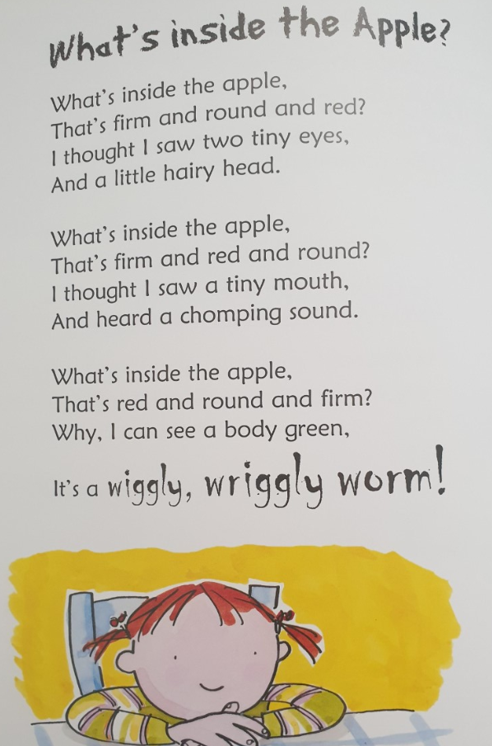 What's inside the Apple?
What's inside the apple,
That's firm and round and red?
I thought I saw two tiny eyes,
And a little hairy head.
What's inside the apple,
That's firm and red and round?
I thought I saw a tiny mouth,
And heard a chomping sound.
What's inside the apple,
That's red and round and firm?
Why, I can see a body green,
It's a wiggly, wriggly worm!